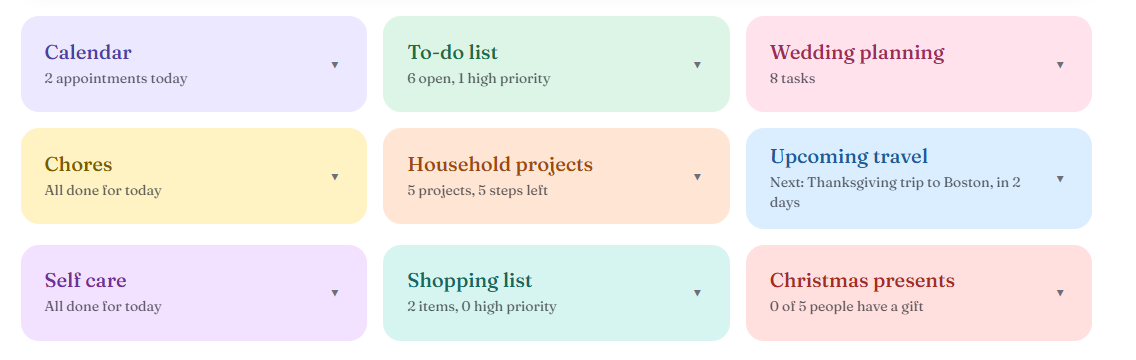 Calendar
2 appointments today
To-do list
6 open, 1 high priority
Wedding planning
8 tasks
Chores
All done for today
Household projects
5 projects, 5 steps left
Upcoming travel
Next: Thanksgiving trip to Boston, in 2
days
Self care
All done for today
Shopping list
2 items, 0 high priority
Christmas presents
0 of 5 people have a gift